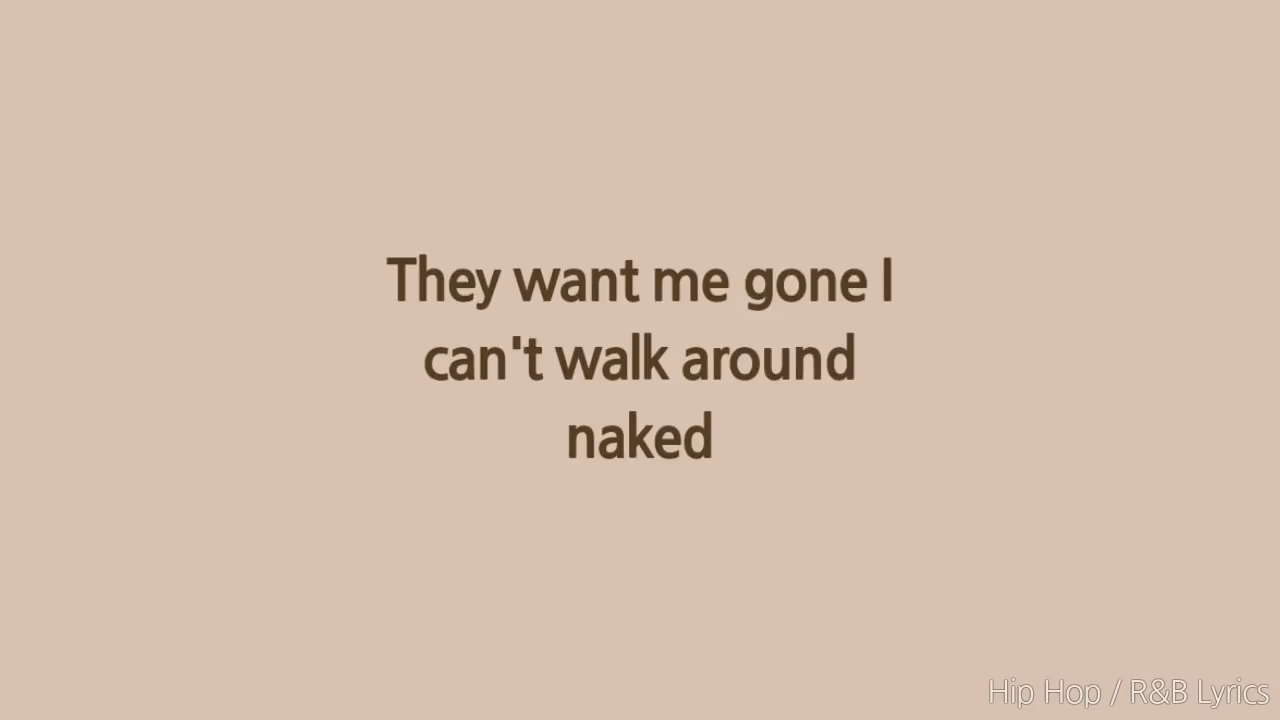 They want me gone I
can't walk around
naked
Hip Hop / R&B Lyrics